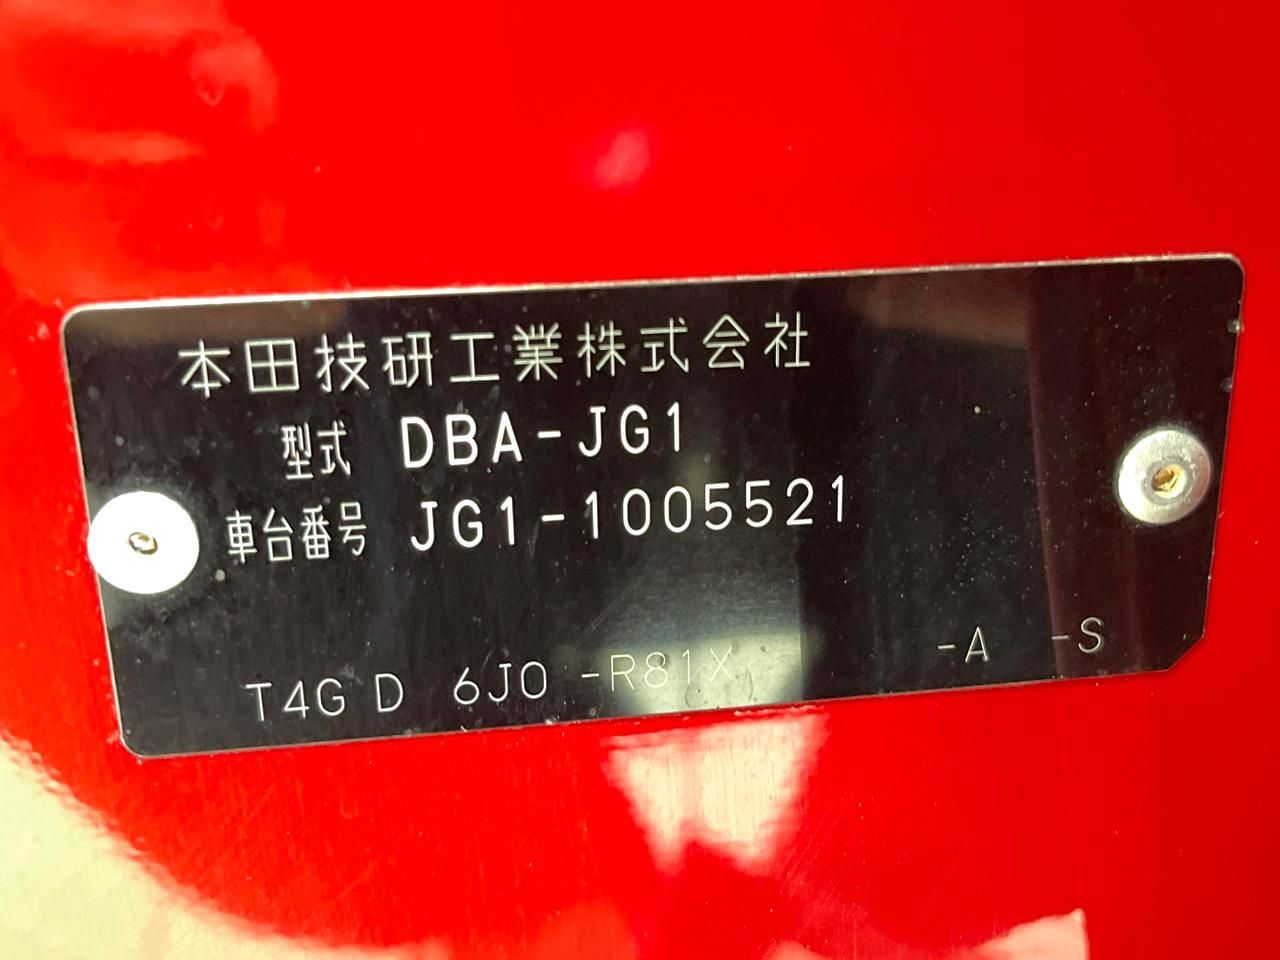 本田技研工業株式会社
型式 DBA-JG1
車台番号 JG1-1005521
T4G D 6J0 -R81X -A -S